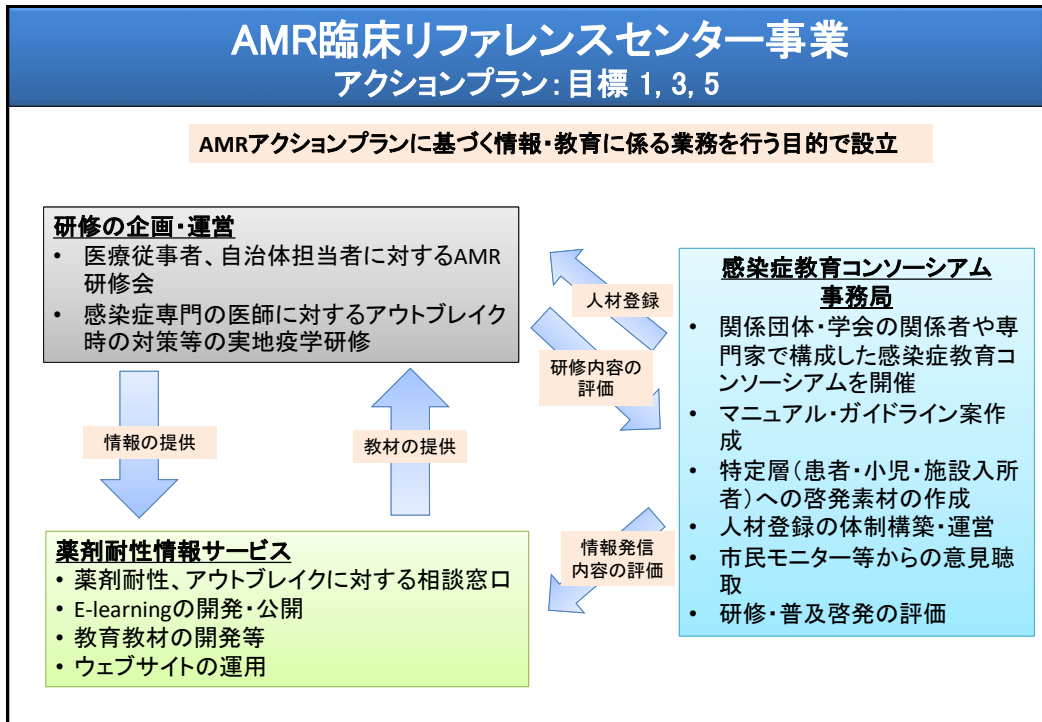 AMR臨床リファレンスセンター事業
アクションプラン：目標 1, 3, 5
AMRアクションプランに基づく情報・教育に係る業務を行う目的で設立
研修の企画・運営
• 医療従事者、自治体担当者に対するAMR
研修会
• 感染症専門の医師に対するアウトブレイク
時の対策等の実地疫学研修
人材登録
研修内容の
評価
情報の提供
教材の提供
感染症教育コンソーシアム
事務局
• 関係団体・学会の関係者や専
門家で構成した感染症教育コ
ンソーシアムを開催
• マニュアル・ガイドライン案作
成
• 特定層（患者・小児・施設入所
者）への啓発素材の作成
• 人材登録の体制構築・運営
• 市民モニター等からの意見聴
取
• 研修・普及啓発の評価
情報発信
内容の評価
薬剤耐性情報サービス
• 薬剤耐性、アウトブレイクに対する相談窓口
• E-learningの開発・公開
• 教育教材の開発等
• ウェブサイトの運用